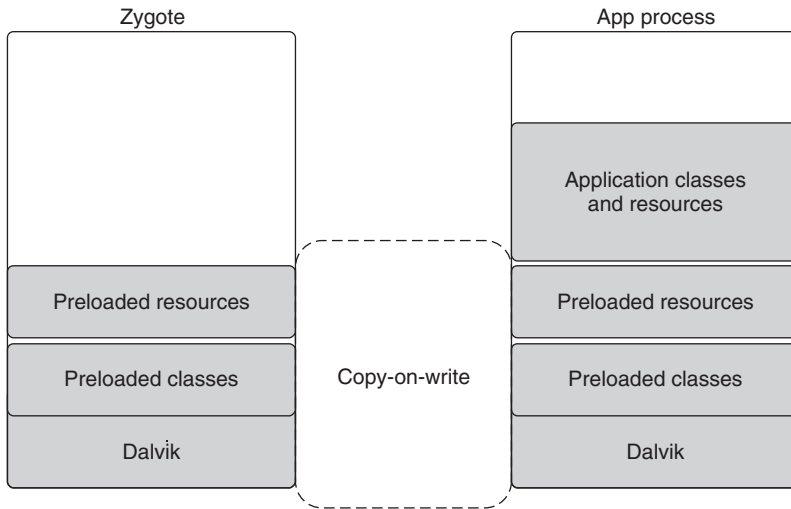 Zygote
App process
Application classes
and resources
Preloaded resources
Preloaded resources
Preloaded classes
Copy-on-write
Preloaded classes
Dalvik
Dalvik